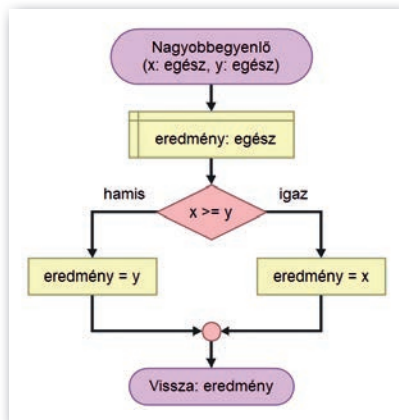 Nagyobbegyenlő
(x: egész, y: egész)
eredmény: egész
hamis
igaz
x >= y
eredmény = y
eredmény = x
Vissza: eredmény